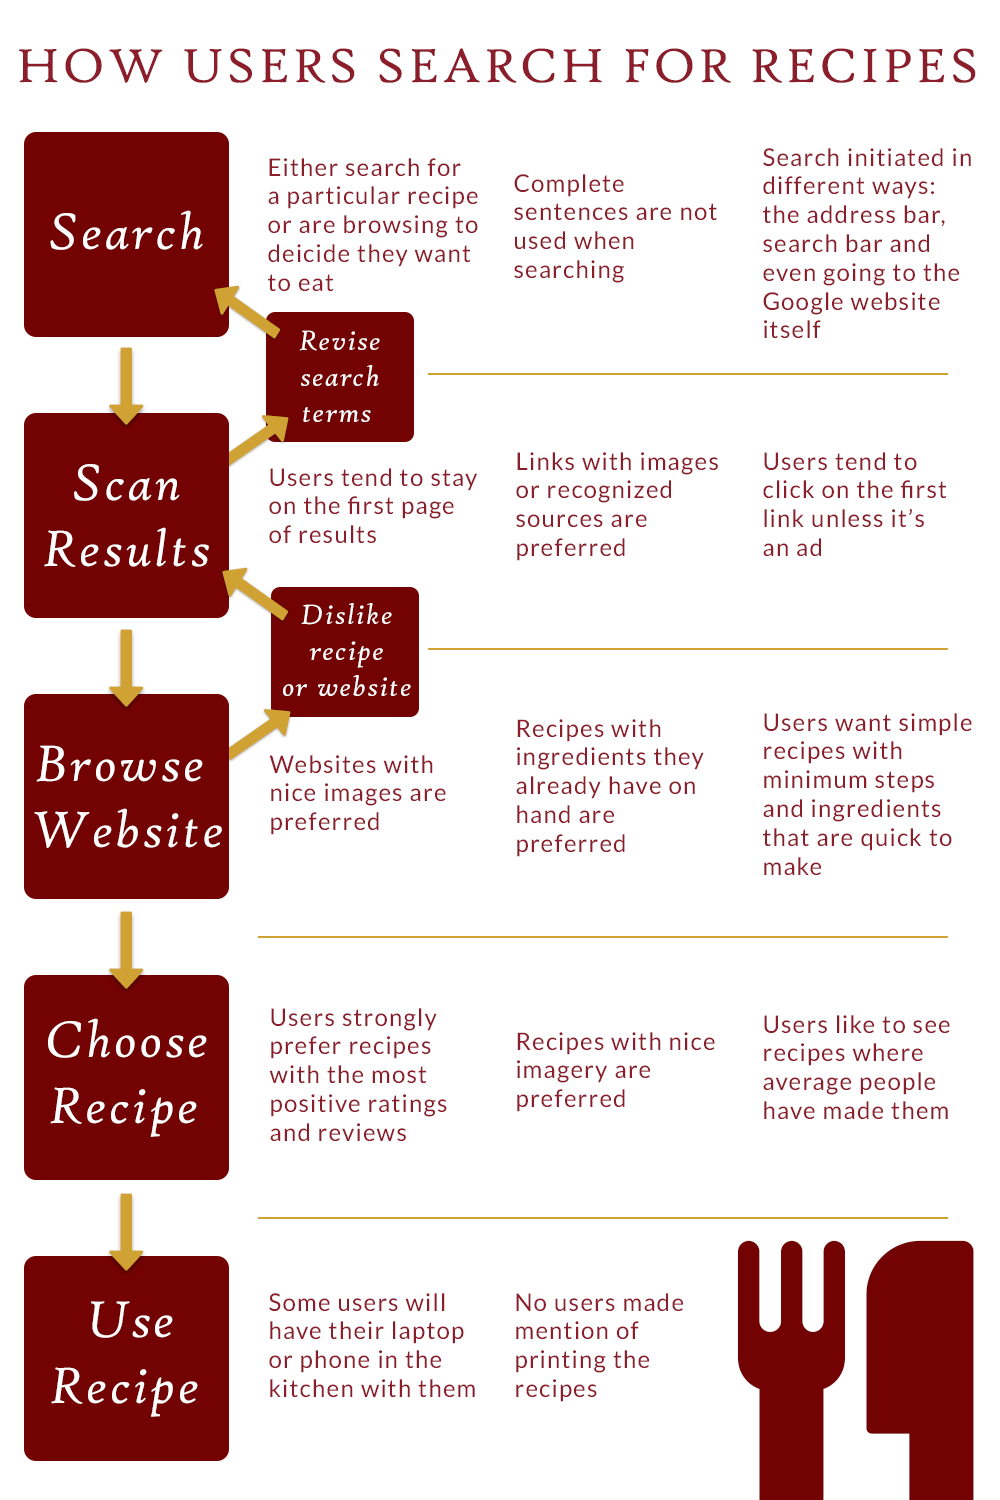 HOW USERS SEARCH FOR RECIPES
Search
Either search for
a particular recipe
or are browsing to
deicide they want
to eat
Complete
sentences are not
used when
searching
Search initiated in
different ways:
the address bar,
search bar and
even going to the
Google website
itself
Revise
search
terms
Scan
Results
Users tend to stay
on the first page
of results
Links with images
or recognized
sources are
preferred
Users tend to
click on the first
link unless it’s
an ad
Dislike
recipe
or website
Browse
Website
Websites with
nice images are
preferred
Recipes with
ingredients they
already have on
hand are
preferred
Users want simple
recipes with
minimum steps
and ingredients
that are quick to
make
Choose
Recipe
Users strongly
prefer recipes
with the most
positive ratings
and reviews
Recipes with nice
imagery are
preferred
Users like to see
recipes where
average people
have made them
Use
Recipe
Some users will
have their laptop
or phone in the
kitchen with them
No users made
mention of
printing the
recipes